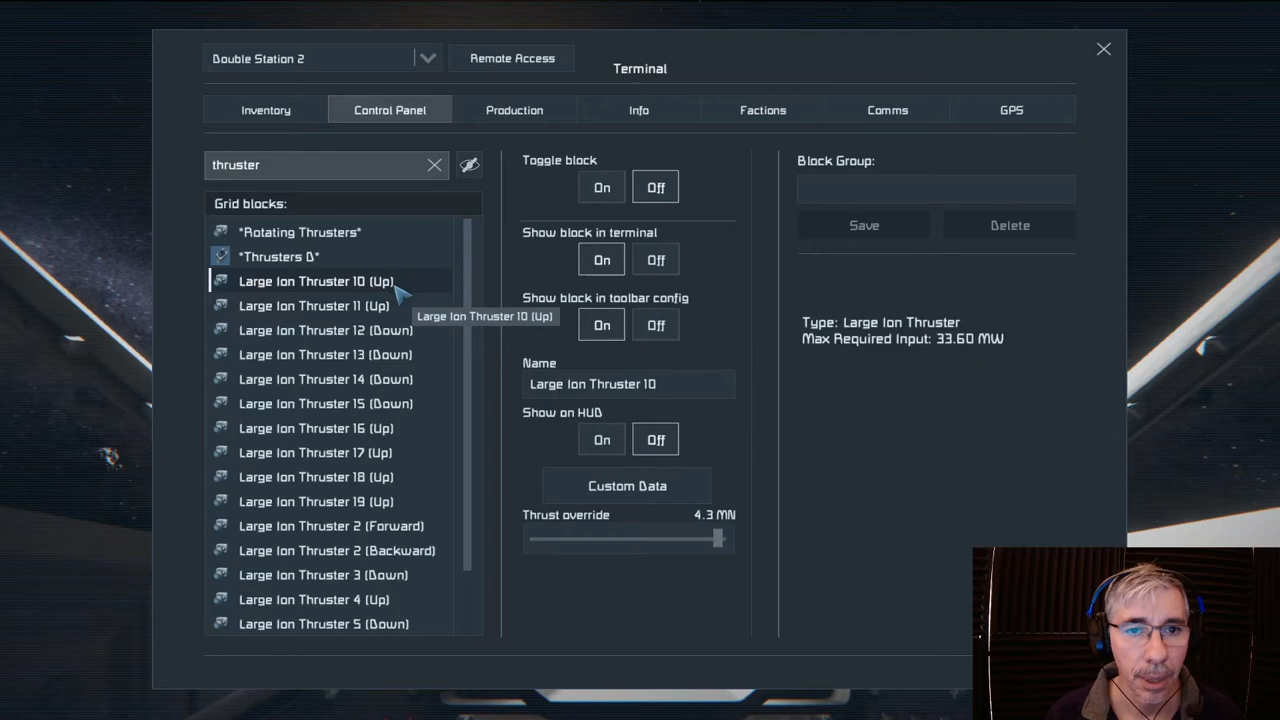 Double Station 2
Remote Access
Terminal
Inventory
Control Panel
Production
Info
Factions
Comms
GPS
thruster
Grid blocks:
*Rotating Thrusters*
*Thrusters D*
Large Ion Thruster 10 (Up)
Large Ion Thruster 11 (Up)
Large Ion Thruster 10 (Up)
Large Ion Thruster 12 (Down)
Large Ion Thruster 13 (Down)
Large Ion Thruster 14 (Down)
Large Ion Thruster 15 (Down)
Large Ion Thruster 16 (Up)
Large Ion Thruster 17 (Up)
Large Ion Thruster 18 (Up)
Large Ion Thruster 19 (Up)
Large Ion Thruster 2 (Forward)
Large Ion Thruster 2 (Backward)
Large Ion Thruster 3 (Down)
Large Ion Thruster 4 (Up)
Large Ion Thruster 5 (Down)
Toggle block
On Off
Show block in terminal
On Off
Show block in toolbar config
On Off
Name
Large Ion Thruster 10
Show on HUD
On Off
Custom Data
Thrust override 4.3 MN
Block Group:
Save Delete
Type: Large Ion Thruster
Max Required Input: 33.60 MW